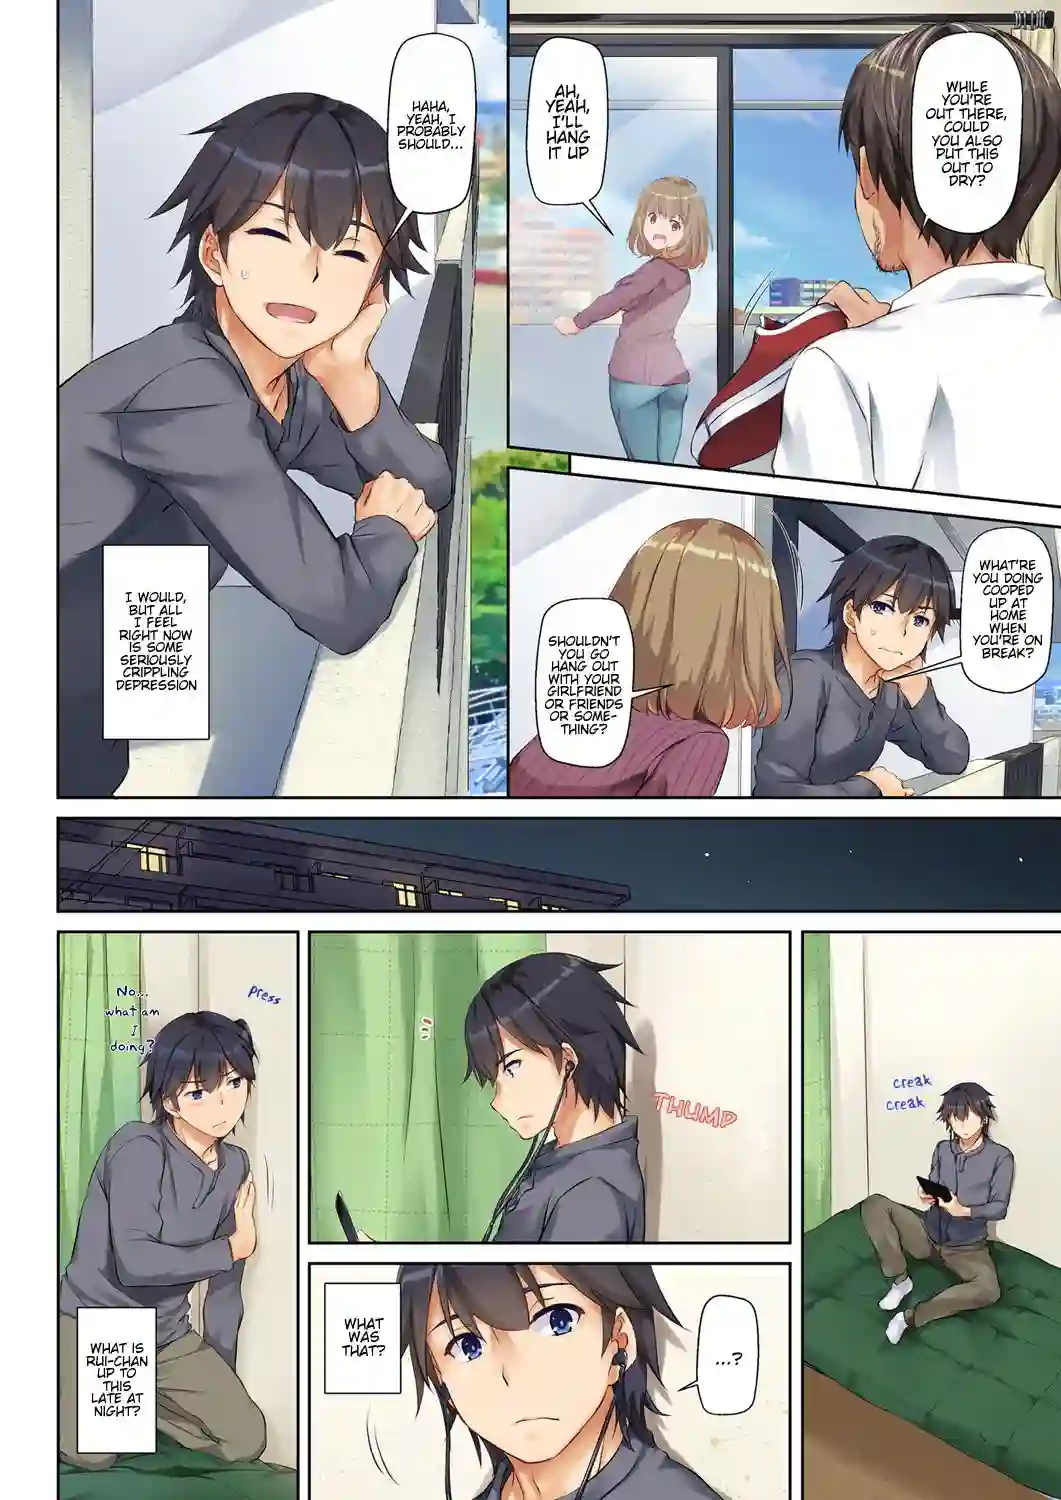 WHILE
YOU'RE
OUT THERE,
COULD
YOU ALSO
PUT THIS
OUT TO
DRY?
AH,
YEAH,
I'LL
HANG
IT UP
WHAT'RE
YOU DOING
COOPED
UP AT
HOME
WHEN
YOU'RE ON
BREAK?
SHOULDN'T
YOU GO
HANG OUT
WITH YOUR
GIRLFRIEND
OR FRIENDS
OR SOME-
THING?
HAHA,
YEAH, I
PROBABLY
SHOULD...
I WOULD,
BUT ALL
I FEEL
RIGHT NOW
IS SOME
SERIOUSLY
CRIPPLING
DEPRESSION
creak
creak
THUMP
...?
WHAT
WAS
THAT?
press
No...
what am
I
doing?
WHAT IS
RUI-CHAN
UP TO
THIS
LATE AT
NIGHT?